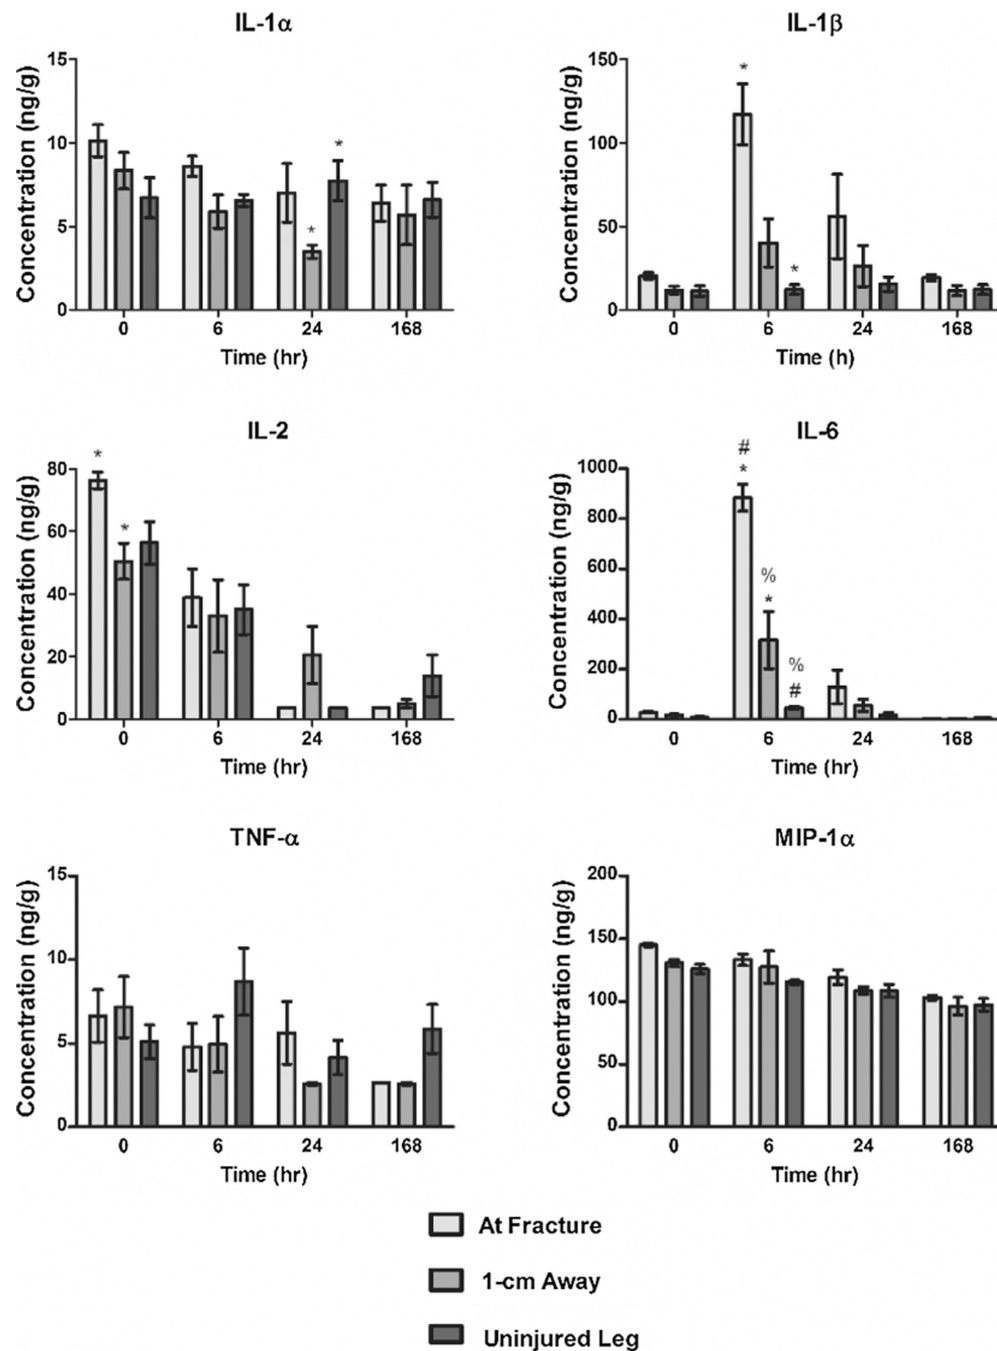 IL-1α
Concentration (ng/g)
15
10
5
0
*
*
0 6 24 168
Time (hr)
IL-1β
Concentration (ng/g)
150
100
50
0
*
*
0 6 24 168
Time (h)
IL-2
Concentration (ng/g)
80
60
40
20
0
*
*
0 6 24 168
Time (hr)
IL-6
Concentration (ng/g)
1000
800
600
400
200
0
#
*
%
*
%
#
0 6 24 168
Time (hr)
TNF-α
Concentration (ng/g)
15
10
5
0
0 6 24 168
Time (hr)
MIP-1α
Concentration (ng/g)
200
150
100
50
0
0 6 24 168
Time (hr)
At Fracture
1-cm Away
Uninjured Leg